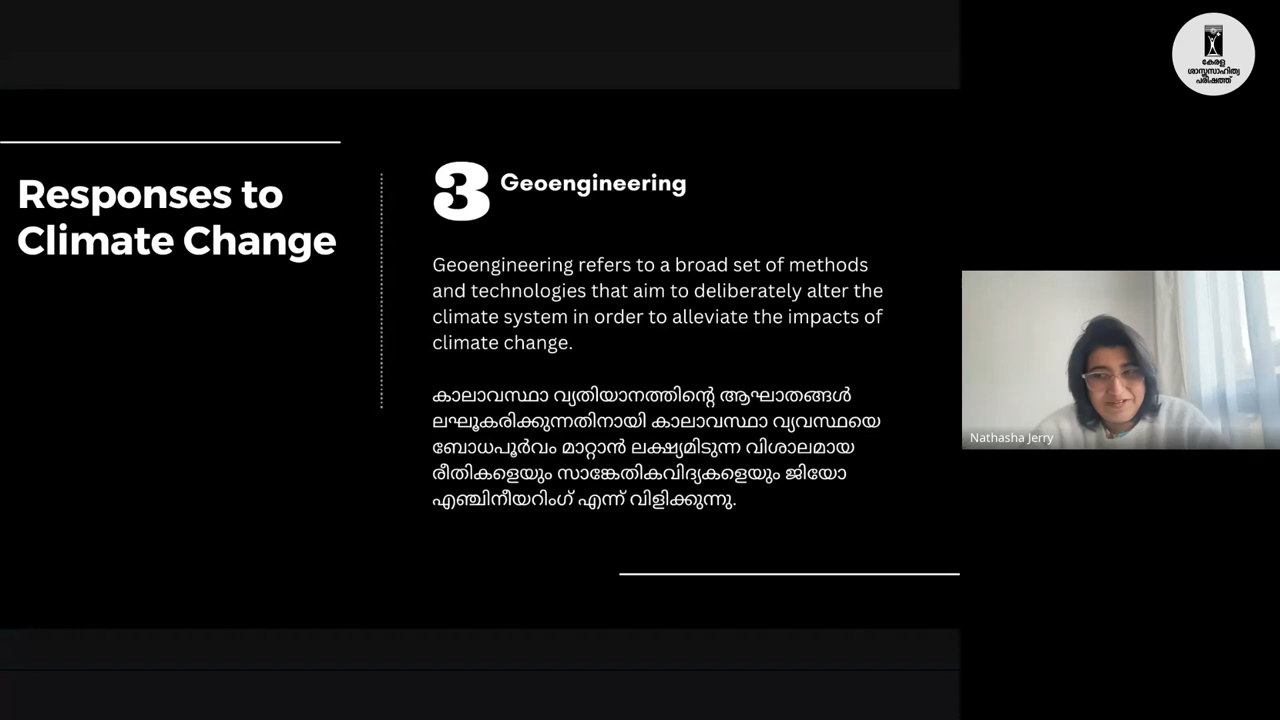 കേരള
ശാസ്ത്രസാഹിത്യ
പരിഷത്ത്
Responses to
Climate Change
3 Geoengineering
Geoengineering refers to a broad set of methods
and technologies that aim to deliberately alter the
climate system in order to alleviate the impacts of
climate change.
കാലാവസ്ഥാ വ്യതിയാനത്തിന്റെ ആഘാതങ്ങൾ
ലഘൂകരിക്കുന്നതിനായി കാലാവസ്ഥാ വ്യവസ്ഥയെ
ബോധപൂർവം മാറ്റാൻ ലക്ഷ്യമിടുന്ന വിശാലമായ
രീതികളെയും സാങ്കേതികവിദ്യകളെയും ജിയോ
എഞ്ചിനീയറിംഗ് എന്ന് വിളിക്കുന്നു.
Nathasha Jerry